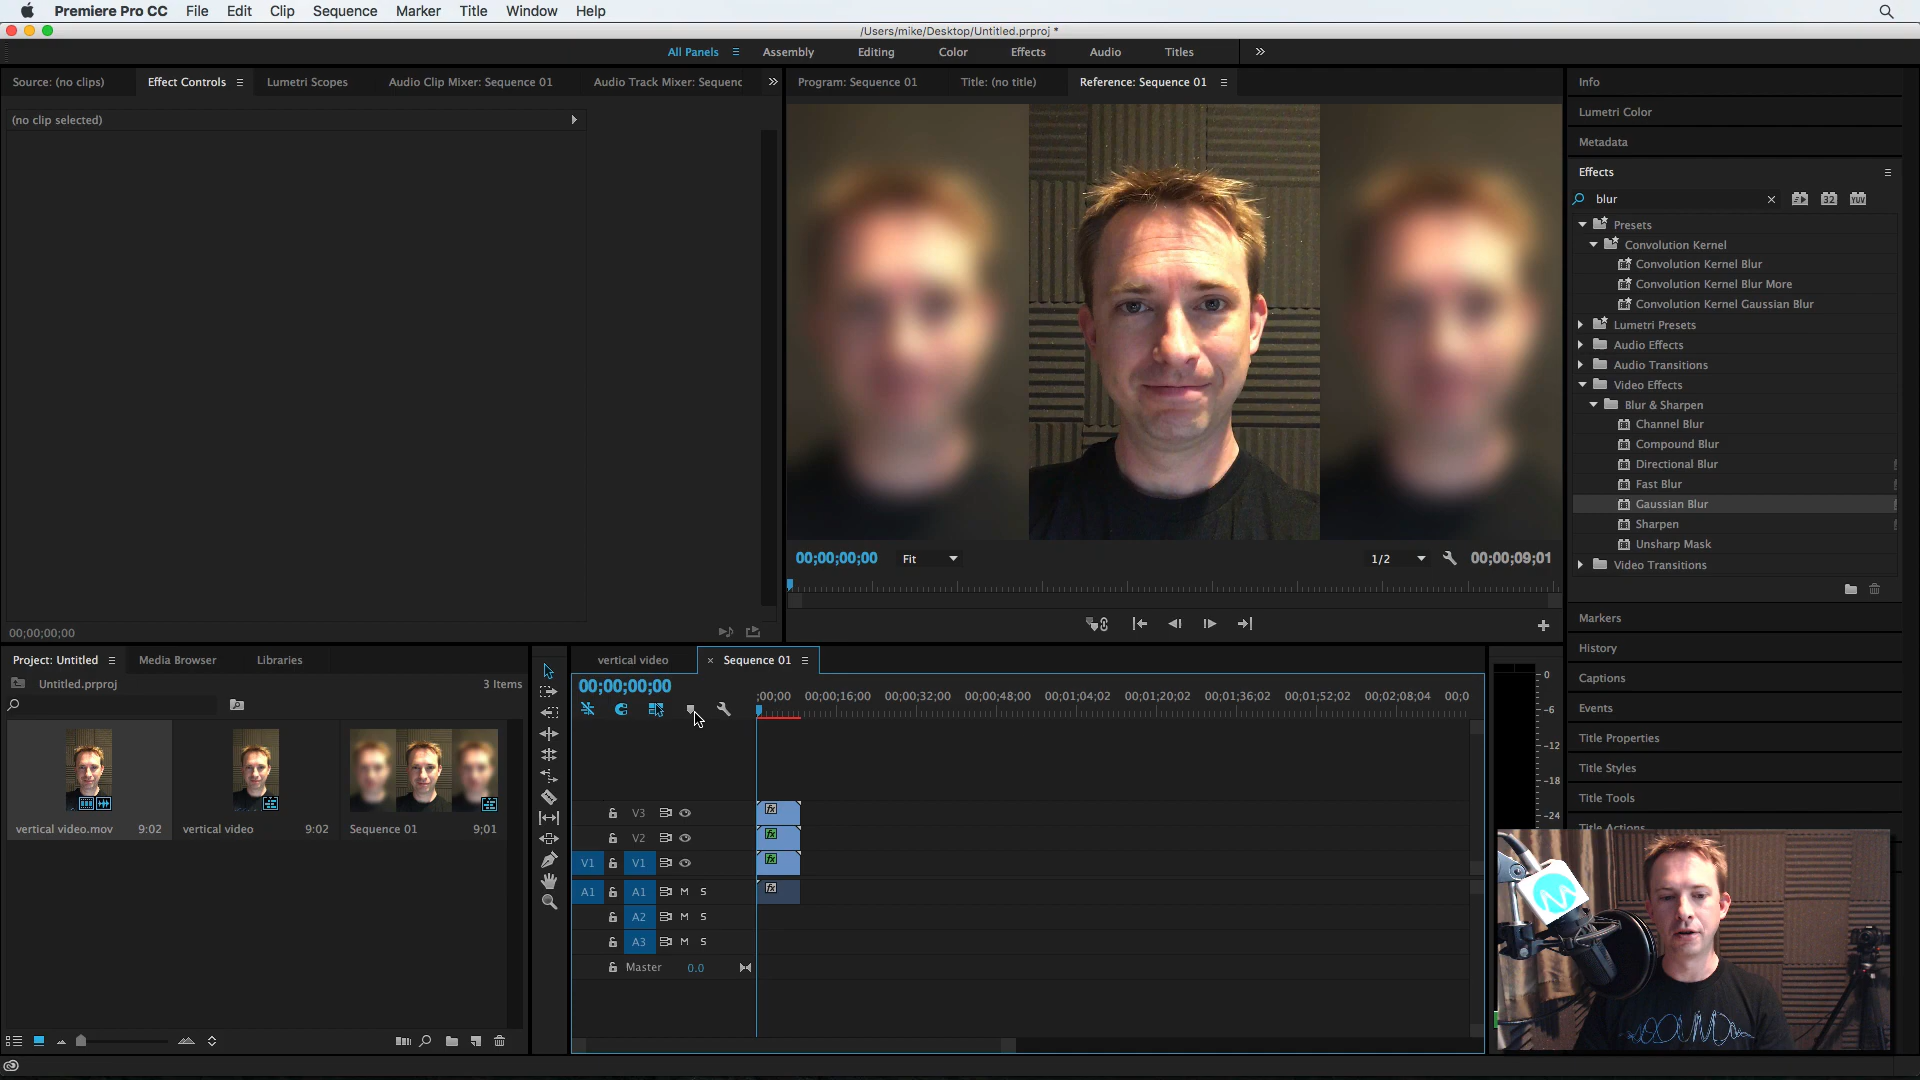 Premiere Pro CC File Edit Clip Sequence Marker Title Window Help
/Users/mike/Desktop/Untitled.prproj *
All Panels Assembly Editing Color Effects Audio Titles
Source: (no clips) Effect Controls Lumetri Scopes Audio Clip Mixer: Sequence 01 Audio Track Mixer: Sequenc
(no clip selected)
00;00;00;00
Program: Sequence 01 Title: (no title) Reference: Sequence 01
00;00;00;00 Fit 1/2 00;00;09;01
Info
Lumetri Color
Metadata
Effects
blur
32 YUV
Presets
Convolution Kernel
Convolution Kernel Blur
Convolution Kernel Blur More
Convolution Kernel Gaussian Blur
Lumetri Presets
Audio Effects
Audio Transitions
Video Effects
Blur & Sharpen
Channel Blur
Compound Blur
Directional Blur
Fast Blur
Gaussian Blur
Sharpen
Unsharp Mask
Video Transitions
Markers
History
Captions
Events
Title Properties
Title Styles
Title Tools
Title Actions
Project: Untitled Media Browser Libraries
Untitled.prproj 3 Items
vertical video.mov 9:02
vertical video 9:02
Sequence 01 9;01
vertical video × Sequence 01
00;00;00;00
;00;00 00;00;16;00 00;00;32;00 00;00;48;00 00;01;04;02 00;01;20;02 00;01;36;02 00;01;52;02 00;02;08;04 00;0
V3 fx
V2 fx
V1 V1 fx
A1 A1 M S fx
A2 M S
A3 M S
Master 0.0
0
-6
-12
-18
-24